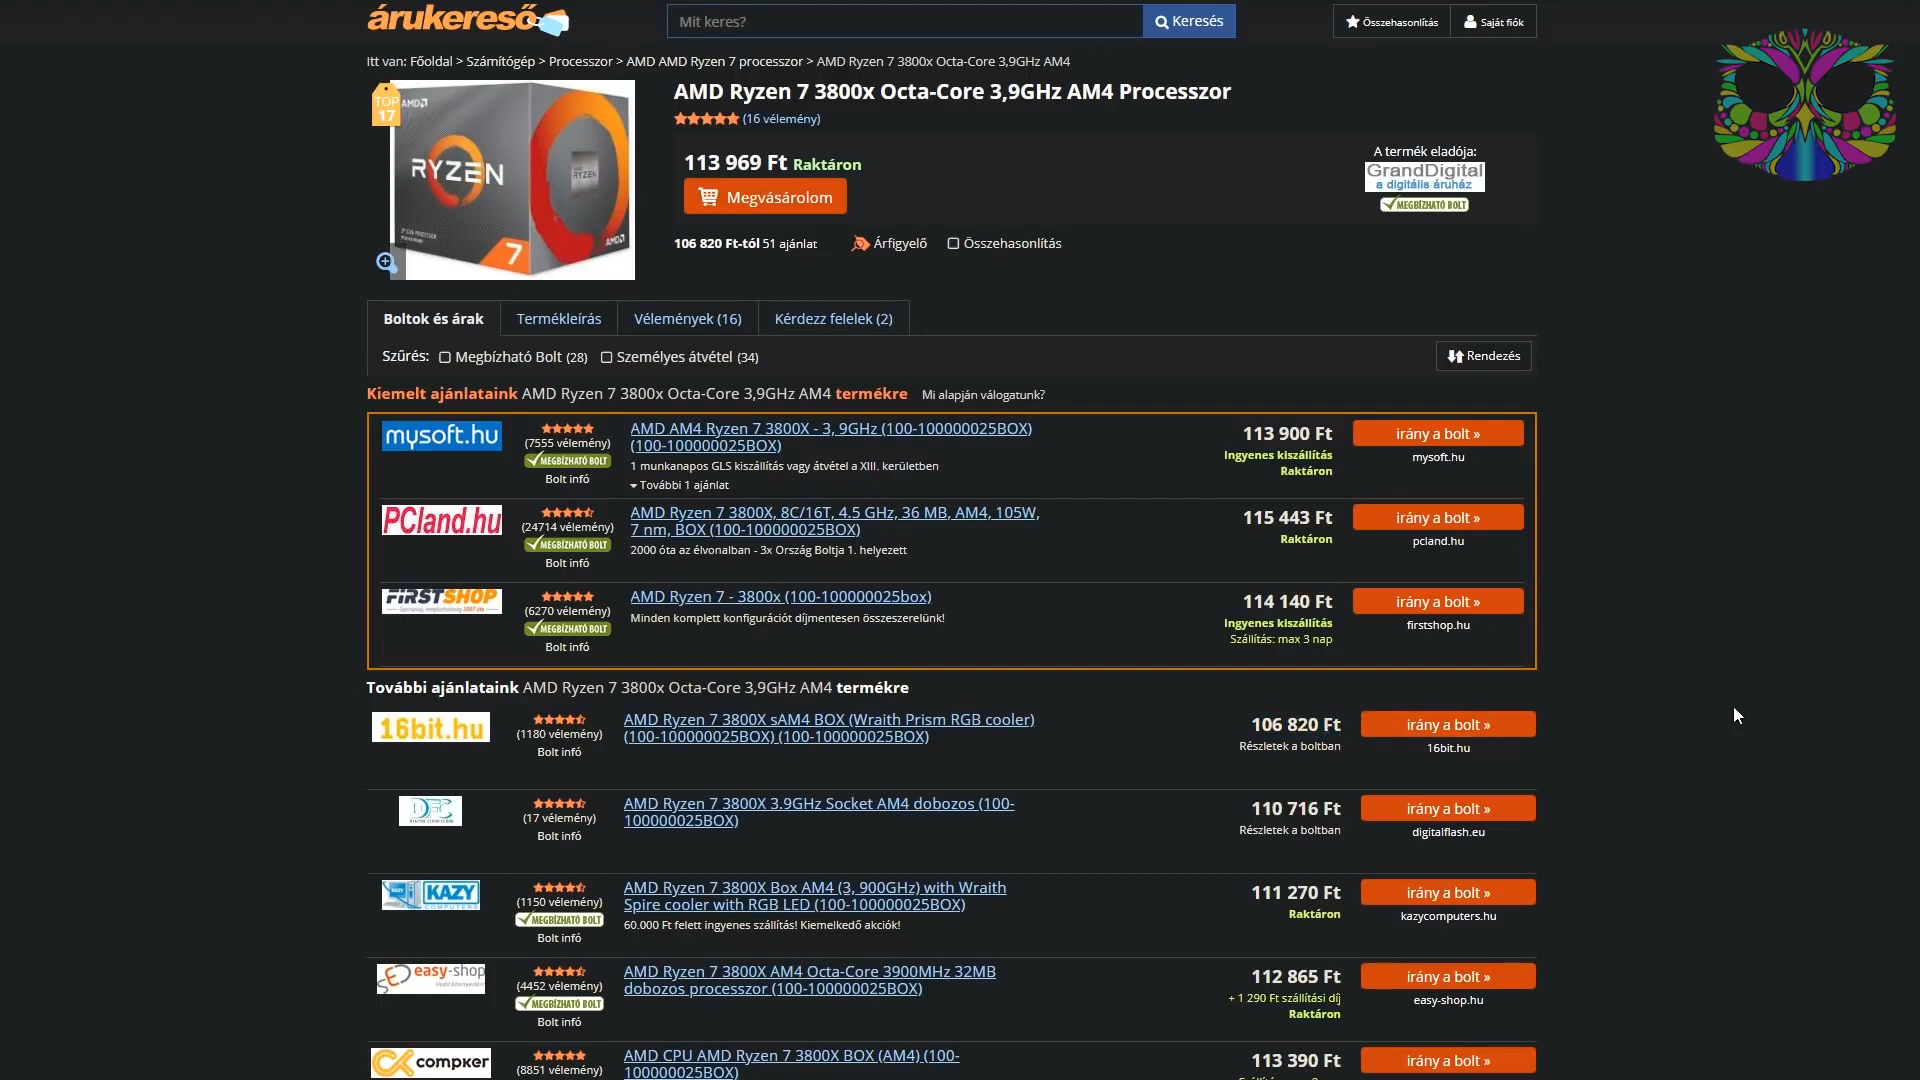 árukereső
Mit keres?
Keresés
Összehasonlítás
Saját fiók
Itt van: Főoldal > Számítógép > Processzor > AMD AMD Ryzen 7 processzor > AMD Ryzen 7 3800x Octa-Core 3,9GHz AM4
TOP
17
AMD
RYZEN
RYZEN
7
AMD
AMD Ryzen 7 3800x Octa-Core 3,9GHz AM4 Processzor
(16 vélemény)
113 969 Ft Raktáron
Megvásárolom
A termék eladója:
GrandDigital
a digitális áruház
MEGBÍZHATÓ BOLT
106 820 Ft-tól 51 ajánlat
Árfigyelő
Összehasonlítás
Boltok és árak
Termékleírás
Vélemények (16)
Kérdezz felelek (2)
Szűrés: Megbízható Bolt (28) Személyes átvétel (34)
Rendezés
Kiemelt ajánlataink AMD Ryzen 7 3800x Octa-Core 3,9GHz AM4 termékre Mi alapján válogatunk?
mysoft.hu
(7555 vélemény)
MEGBÍZHATÓ BOLT
Bolt infó
AMD AM4 Ryzen 7 3800X - 3, 9GHz (100-100000025BOX)
(100-100000025BOX)
1 munkanapos GLS kiszállítás vagy átvétel a XIII. kerületben
További 1 ajánlat
113 900 Ft
Ingyenes kiszállítás
Raktáron
irány a bolt »
mysoft.hu
PCland.hu
(24714 vélemény)
MEGBÍZHATÓ BOLT
Bolt infó
AMD Ryzen 7 3800X, 8C/16T, 4.5 GHz, 36 MB, AM4, 105W,
7 nm, BOX (100-100000025BOX)
2000 óta az élvonalban - 3x Ország Boltja 1. helyezett
115 443 Ft
Raktáron
irány a bolt »
pcland.hu
FIRSTSHOP
(6270 vélemény)
MEGBÍZHATÓ BOLT
Bolt infó
AMD Ryzen 7 - 3800x (100-100000025box)
Minden komplett konfigurációt díjmentesen összeszerelünk!
114 140 Ft
Ingyenes kiszállítás
Szállítás: max 3 nap
irány a bolt »
firstshop.hu
További ajánlataink AMD Ryzen 7 3800x Octa-Core 3,9GHz AM4 termékre
16bit.hu
(1180 vélemény)
Bolt infó
AMD Ryzen 7 3800X sAM4 BOX (Wraith Prism RGB cooler)
(100-100000025BOX) (100-100000025BOX)
106 820 Ft
Részletek a boltban
irány a bolt »
16bit.hu
(17 vélemény)
Bolt infó
AMD Ryzen 7 3800X 3.9GHz Socket AM4 dobozos (100-
100000025BOX)
110 716 Ft
Részletek a boltban
irány a bolt »
digitalflash.eu
KAZY
COMPUTERS
(1150 vélemény)
MEGBÍZHATÓ BOLT
Bolt infó
AMD Ryzen 7 3800X Box AM4 (3, 900GHz) with Wraith
Spire cooler with RGB LED (100-100000025BOX)
60.000 Ft felett ingyenes szállítás! Kiemelkedő akciók!
111 270 Ft
Raktáron
irány a bolt »
kazycomputers.hu
easy-shop
(4452 vélemény)
MEGBÍZHATÓ BOLT
Bolt infó
AMD Ryzen 7 3800X AM4 Octa-Core 3900MHz 32MB
dobozos processzor (100-100000025BOX)
112 865 Ft
+ 1 290 Ft szállítási díj
Raktáron
irány a bolt »
easy-shop.hu
compker
(8851 vélemény)
AMD CPU AMD Ryzen 7 3800X BOX (AM4) (100-
100000025BOX)
113 390 Ft
irány a bolt »